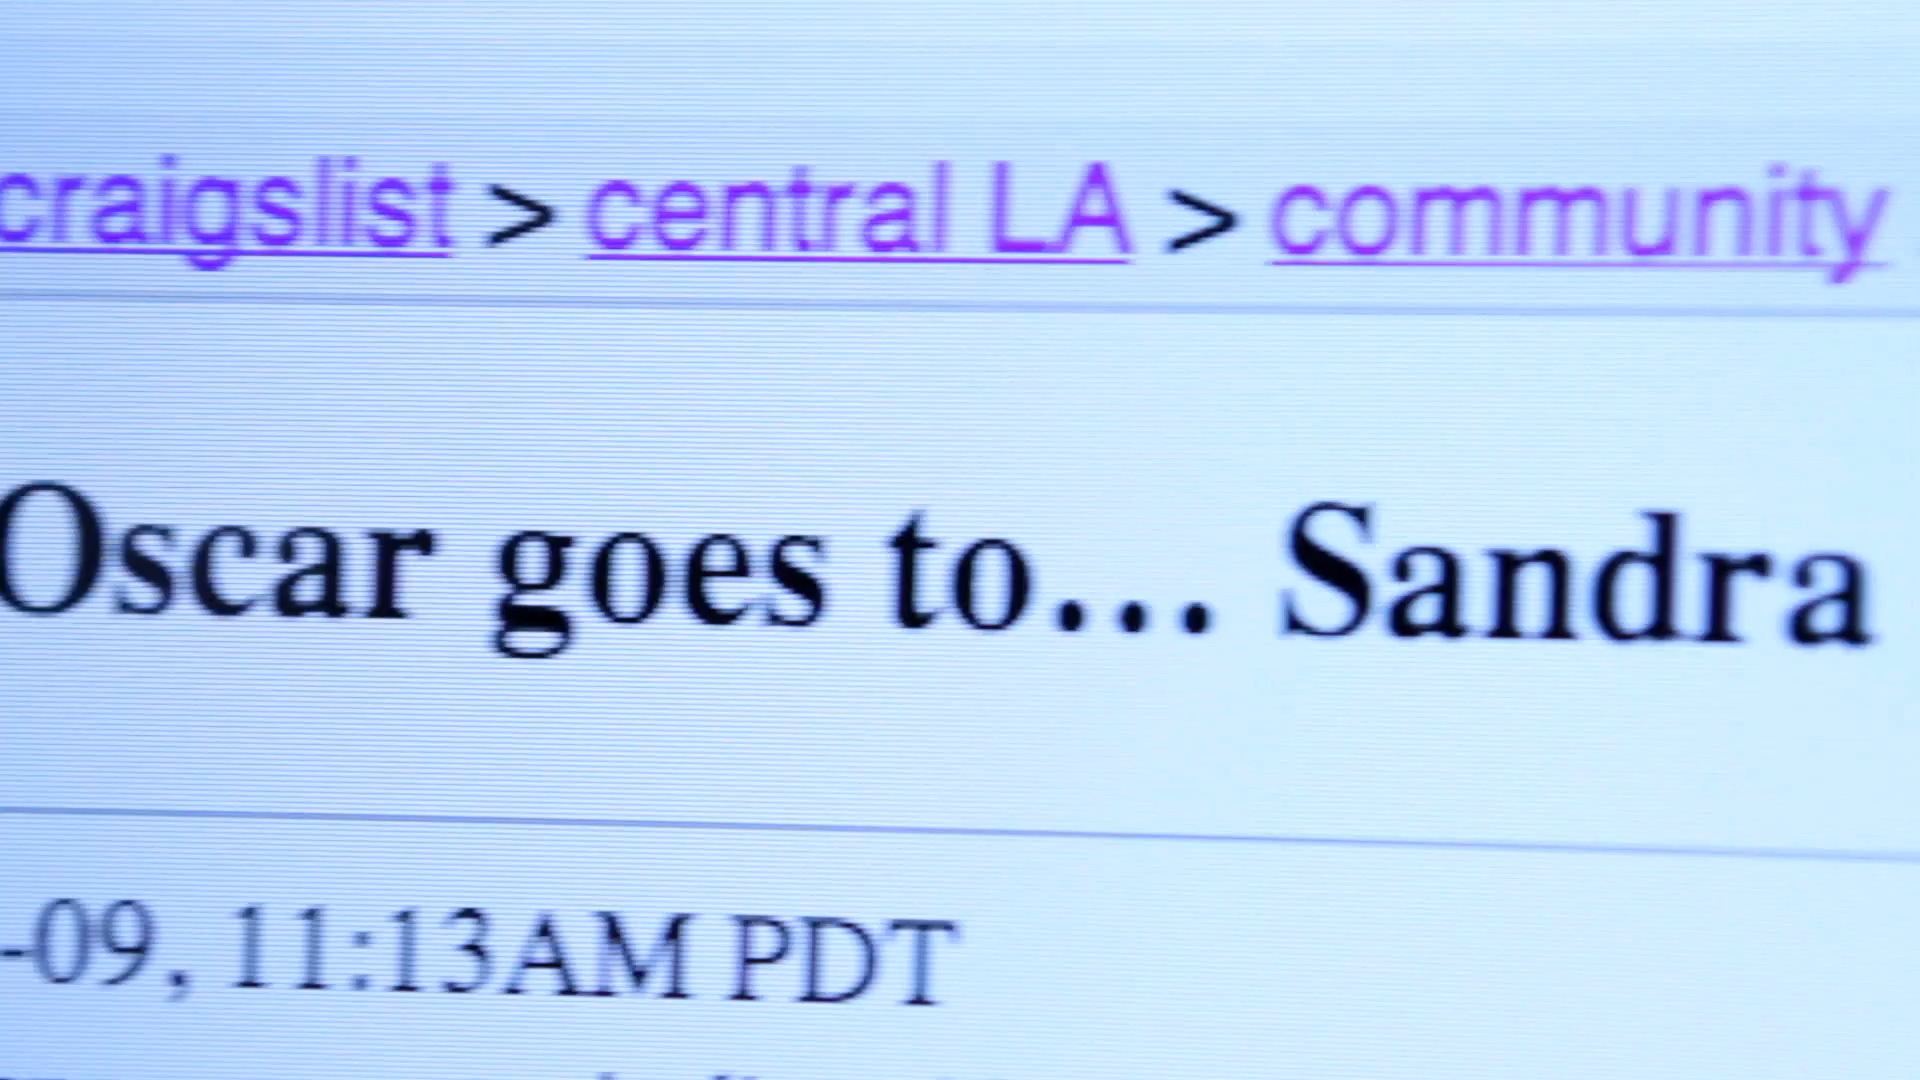 craigslist > central LA > community
Oscar goes to... Sandra
-09, 11:13AM PDT